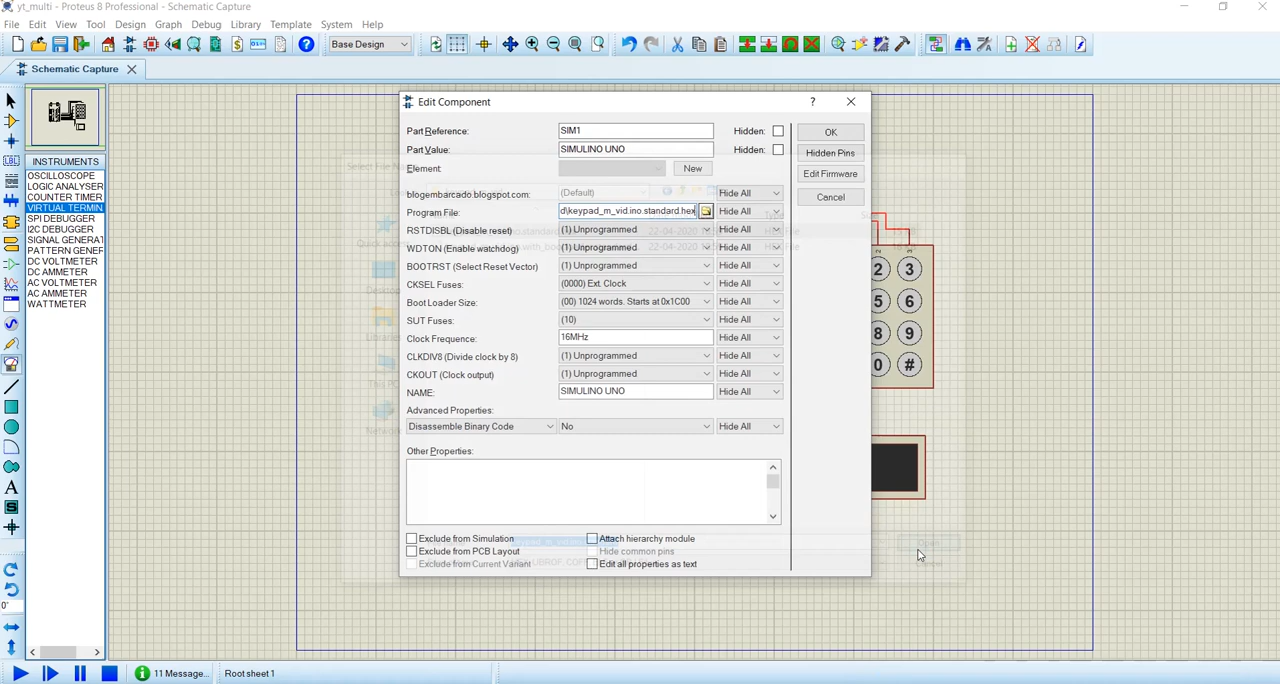 yt_multi - Proteus 8 Professional - Schematic Capture
File Edit View Tool Design Graph Debug Library Template System Help
Base Design
Schematic Capture
INSTRUMENTS
OSCILLOSCOPE
LOGIC ANALYSER
COUNTER TIMER
VIRTUAL TERMIN
SPI DEBUGGER
I2C DEBUGGER
SIGNAL GENERAT
PATTERN GENEF
DC VOLTMETER
DC AMMETER
AC VOLTMETER
AC AMMETER
WATTMETER
LBL
A
S
0°
Edit Component
?
Part Reference: SIM1 Hidden: OK
Part Value: SIMULINO UNO Hidden: Hidden Pins
Element: New Edit Firmware
blogembarcado.blogspot.com: (Default) Hide All Cancel
Program File: d\keypad_m_vid.ino.standard.hex Hide All
RSTDISBL (Disable reset) (1) Unprogrammed Hide All
WDTON (Enable watchdog) (1) Unprogrammed Hide All
BOOTRST (Select Reset Vector) (1) Unprogrammed Hide All
CKSEL Fuses: (0000) Ext. Clock Hide All
Boot Loader Size: (00) 1024 words. Starts at 0x1C00 Hide All
SUT Fuses: (10) Hide All
Clock Frequency: 16MHz Hide All
CLKDIV8 (Divide clock by 8) (1) Unprogrammed Hide All
CKOUT (Clock output) (1) Unprogrammed Hide All
NAME: SIMULINO UNO Hide All
Advanced Properties:
Disassemble Binary Code No Hide All
Other Properties:
Exclude from Simulation Attach hierarchy module
Exclude from PCB Layout Hide common pins
Exclude from Current Variant Edit all properties as text
2 3
2 3
5 6
8 9
0 #
Open
Cancel
11 Message... Root sheet 1